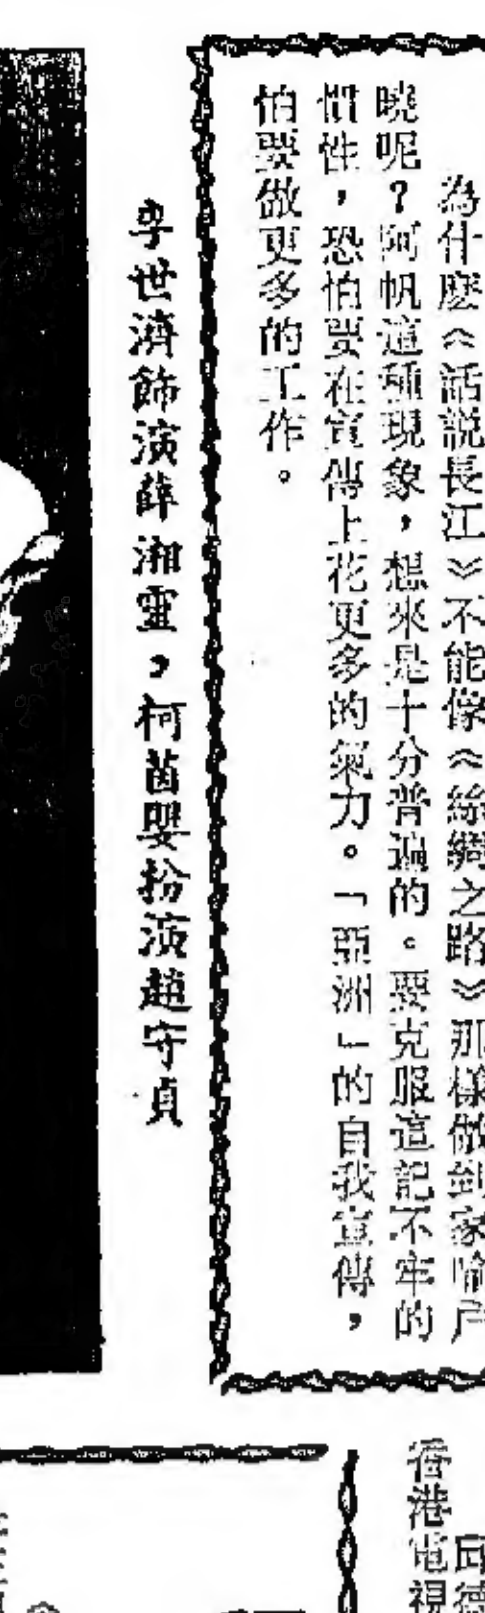 為什麼《話說長江》不能像《絲綢之路》那樣做到家喻户
曉呢？阿帆這種現象，想來是十分普遍的。要克服這記不牢的
慣性，恐怕要在宣傳上花更多的氣力。「亞洲」的自我宣傳，
怕要做更多的工作。
李世濟飾演薛湘靈，柯茵嬰扮演趙守貞
香港電視
邱德